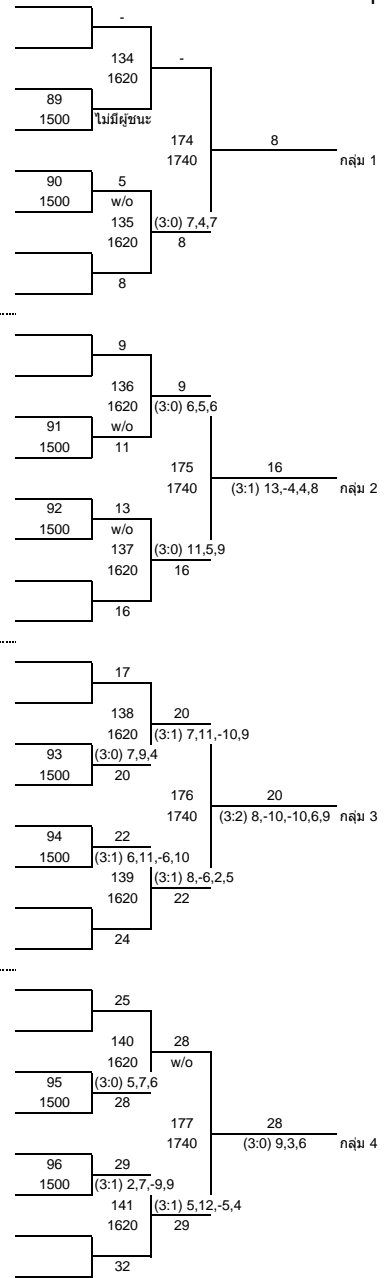 -
134 -
1620
89
1500 ไม่มีผู้ชนะ
174 8
1740 กลุ่ม 1
90 5
1500 w/o
135 (3:0) 7,4,7
1620 8
8
9
136 9
1620 (3:0) 6,5,6
91 w/o
1500 11
175 16
1740 (3:1) 13,-4,4,8 กลุ่ม 2
92 13
1500 w/o
137 (3:0) 11,5,9
1620 16
16
17
138 20
1620 (3:1) 7,11,-10,9
93 (3:0) 7,9,4
1500 20
176 20
1740 (3:2) 8,-10,-10,6,9 กลุ่ม 3
94 22
1500 (3:1) 6,11,-6,10
139 (3:1) 8,-6,2,5
1620 22
24
25
140 28
1620 w/o
95 (3:0) 5,7,6
1500 28
177 28
1740 (3:0) 9,3,6 กลุ่ม 4
96 29
1500 (3:1) 2,7,-9,9
141 (3:1) 5,12,-5,4
1620 29
32